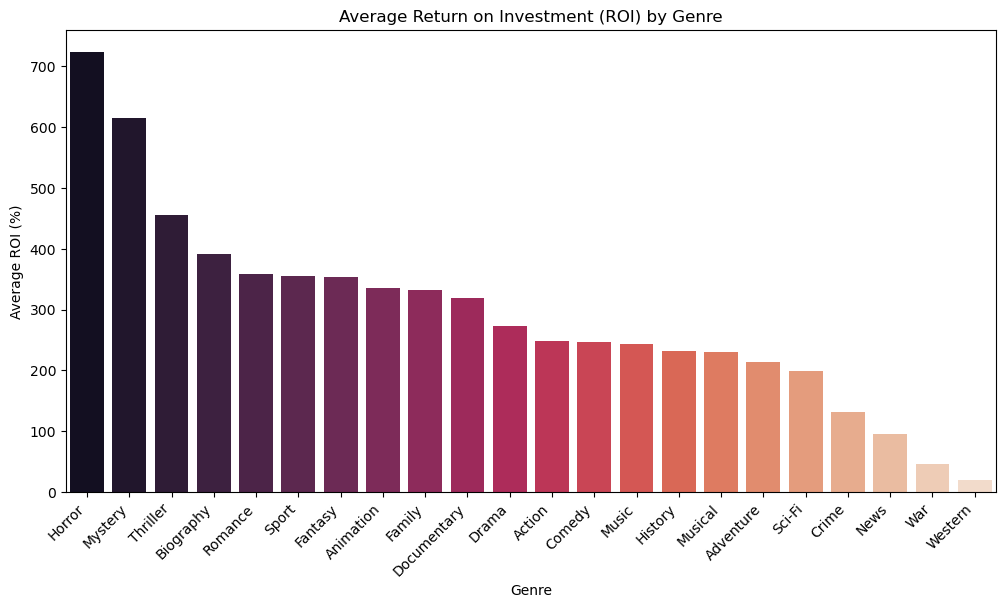 Average Return on Investment (ROI) by Genre
Average ROI (%)
700
600
500
400
300
200
100
0
Horror
Mystery
Thriller
Biography
Romance
Sport
Fantasy
Animation
Family
Documentary
Drama
Action
Comedy
Music
History
Musical
Adventure
Sci-Fi
Crime
News
War
Western
Genre